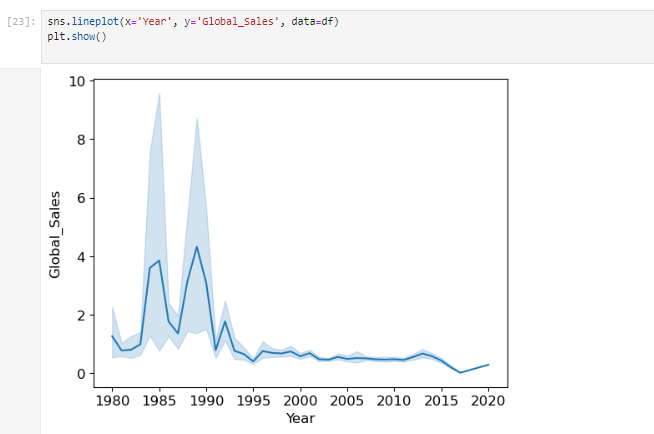 [23]: sns.lineplot(x='Year', y='Global_Sales', data=df)
plt.show()
10
8
6
4
2
0
Global_Sales
1980 1985 1990 1995 2000 2005 2010 2015 2020
Year